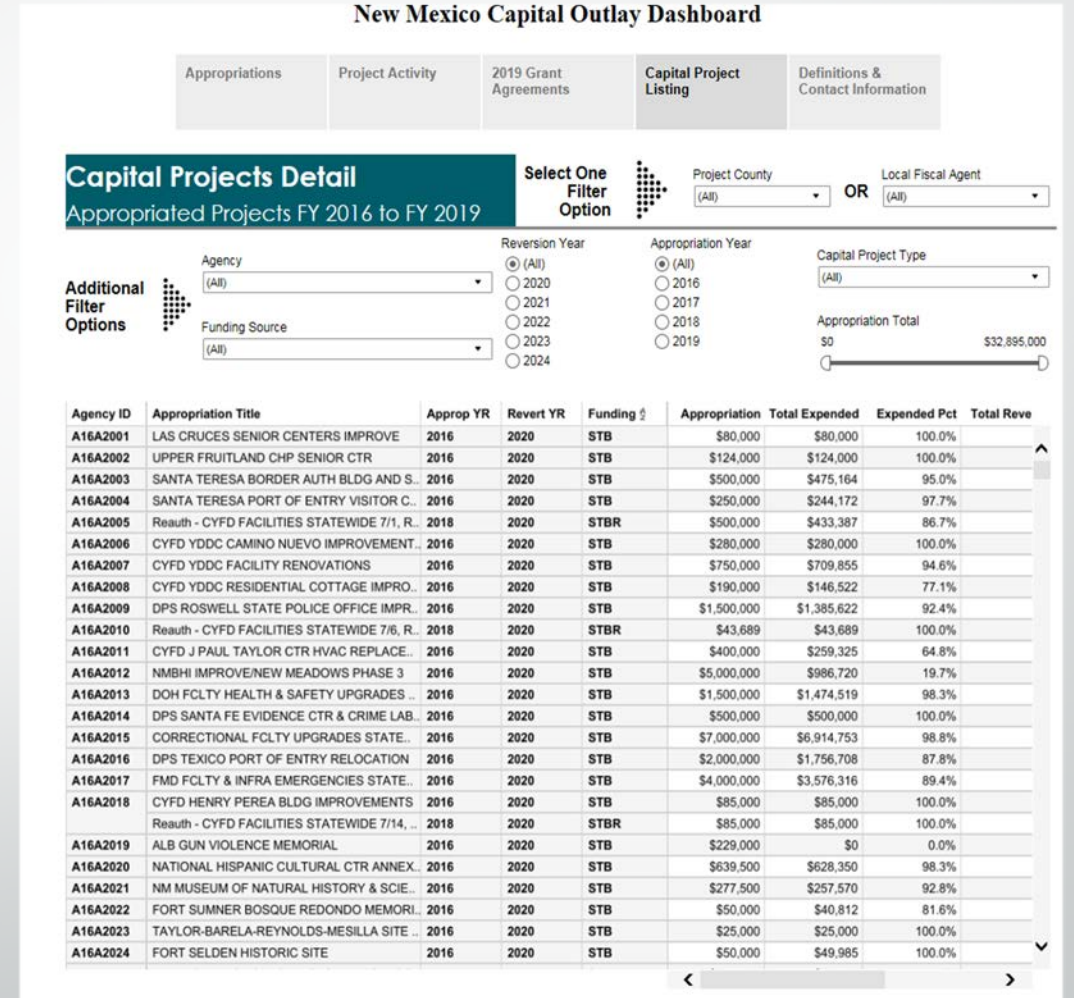 New Mexico Capital Outlay Dashboard
Appropriations Project Activity 2019 Grant Agreements Capital Project Listing Definitions & Contact Information
Capital Projects Detail
Appropriated Projects FY 2016 to FY 2019
Select One Filter Option
Project County
(All)
OR
Local Fiscal Agent
(All)
Additional Filter Options
Agency
(All)
Funding Source
(All)
Reversion Year
(All)
2020
2021
2022
2023
2024
Appropriation Year
(All)
2016
2017
2018
2019
Capital Project Type
(All)
Appropriation Total
$0 $32,895,000
Agency ID Appropriation Title Approp YR Revert YR Funding Appropriation Total Expended Expended Pct Total Reve
A16A2001 LAS CRUCES SENIOR CENTERS IMPROVE 2016 2020 STB $80,000 $80,000 100.0%
A16A2002 UPPER FRUITLAND CHP SENIOR CTR 2016 2020 STB $124,000 $124,000 100.0%
A16A2003 SANTA TERESA BORDER AUTH BLDG AND S.. 2016 2020 STB $500,000 $475,164 95.0%
A16A2004 SANTA TERESA PORT OF ENTRY VISITOR C.. 2016 2020 STB $250,000 $244,172 97.7%
A16A2005 Reauth - CYFD FACILITIES STATEWIDE 7/1, R.. 2018 2020 STBR $500,000 $433,387 86.7%
A16A2006 CYFD YDDC CAMINO NUEVO IMPROVEMENT.. 2016 2020 STB $280,000 $280,000 100.0%
A16A2007 CYFD YDDC FACILITY RENOVATIONS 2016 2020 STB $750,000 $709,855 94.6%
A16A2008 CYFD YDDC RESIDENTIAL COTTAGE IMPRO.. 2016 2020 STB $190,000 $146,522 77.1%
A16A2009 DPS ROSWELL STATE POLICE OFFICE IMPR.. 2016 2020 STB $1,500,000 $1,385,622 92.4%
A16A2010 Reauth - CYFD FACILITIES STATEWIDE 7/6, R.. 2018 2020 STBR $43,689 $43,689 100.0%
A16A2011 CYFD J PAUL TAYLOR CTR HVAC REPLACE.. 2016 2020 STB $400,000 $259,325 64.8%
A16A2012 NMBHI IMPROVE/NEW MEADOWS PHASE 3 2016 2020 STB $5,000,000 $986,720 19.7%
A16A2013 DOH FCLTY HEALTH & SAFETY UPGRADES .. 2016 2020 STB $1,500,000 $1,474,519 98.3%
A16A2014 DPS SANTA FE EVIDENCE CTR & CRIME LAB.. 2016 2020 STB $500,000 $500,000 100.0%
A16A2015 CORRECTIONAL FCLTY UPGRADES STATE.. 2016 2020 STB $7,000,000 $6,914,753 98.8%
A16A2016 DPS TEXICO PORT OF ENTRY RELOCATION 2016 2020 STB $2,000,000 $1,756,708 87.8%
A16A2017 FMD FCLTY & INFRA EMERGENCIES STATE.. 2016 2020 STB $4,000,000 $3,576,316 89.4%
A16A2018 CYFD HENRY PEREA BLDG IMPROVEMENTS 2016 2020 STB $85,000 $85,000 100.0%
Reauth - CYFD FACILITIES STATEWIDE 7/14, .. 2018 2020 STBR $85,000 $85,000 100.0%
A16A2019 ALB GUN VIOLENCE MEMORIAL 2016 2020 STB $229,000 $0 0.0%
A16A2020 NATIONAL HISPANIC CULTURAL CTR ANNEX.. 2016 2020 STB $639,500 $628,350 98.3%
A16A2021 NM MUSEUM OF NATURAL HISTORY & SCIE.. 2016 2020 STB $277,500 $257,570 92.8%
A16A2022 FORT SUMNER BOSQUE REDONDO MEMORI.. 2016 2020 STB $50,000 $40,812 81.6%
A16A2023 TAYLOR-BARELA-REYNOLDS-MESILLA SITE .. 2016 2020 STB $25,000 $25,000 100.0%
A16A2024 FORT SELDEN HISTORIC SITE 2016 2020 STB $50,000 $49,985 100.0%